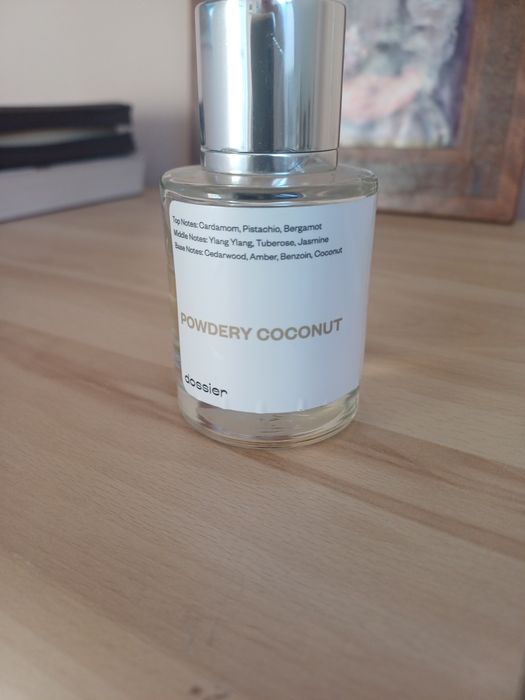 Top Notes: Cardamom, Pistachio, Bergamot
Middle Notes: Ylang Ylang, Tuberose, Jasmine
Base Notes: Cedarwood, Amber, Benzoin, Coconut
POWDERY COCONUT
dossier